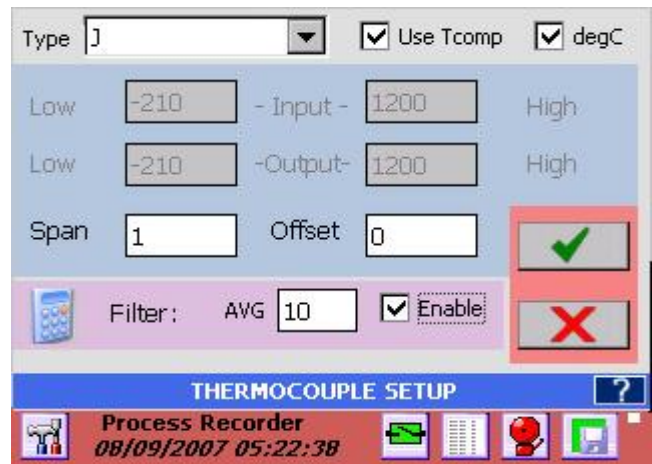 Type J Use Tcomp degC
Low -210 - Input - 1200 High
Low -210 -Output- 1200 High
Span 1 Offset 0
Filter: AVG 10 Enable
THERMOCOUPLE SETUP ?
Process Recorder
08/09/2007 05:22:38